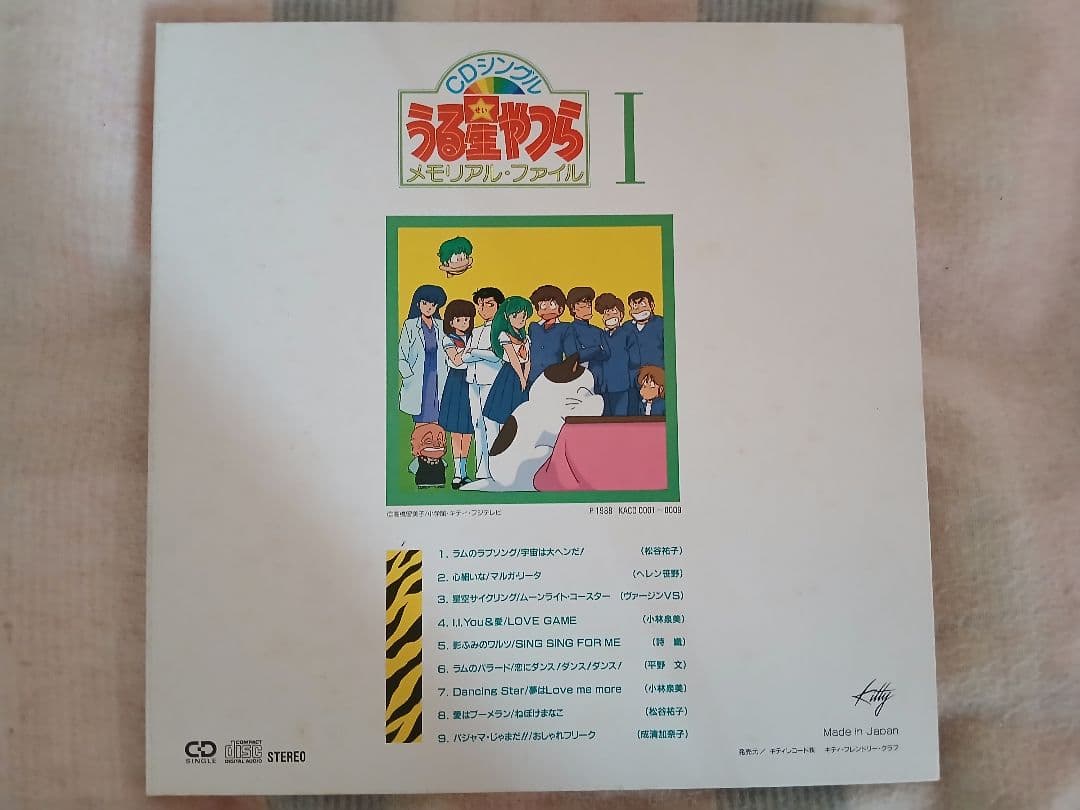 CDシングル
うる星やつら
せい
メモリアル・ファイル
I
©高橋留美子/小学館・キティ・フジテレビ
P 1988 KACD 0001-0009
1. ラムのラブソング/宇宙は大ヘンだ! (松谷祐子)
2. 心細いな/マルガ・リータ (ヘレン笹野)
3. 星空サイクリング/ムーンライト・コースター (ヴァージンVS)
4. I,I,You&愛/LOVE GAME (小林泉美)
5. 影ふみのワルツ/SING SING FOR ME (詩 織)
6. ラムのバラード/恋にダンス!ダンス!ダンス! (平野 文)
7. Dancing Star/夢はLove me more (小林泉美)
8. 愛はブーメラン/ねぼけまなこ (松谷祐子)
9. パジャマ・じゃまだ!!/おしゃれフリーク (成清加奈子)
Kitty
Made in Japan
発売元/キティレコード㈱ キティ・フレンドリー・クラブ
CD SINGLE
COMPACT disc DIGITAL AUDIO
STEREO